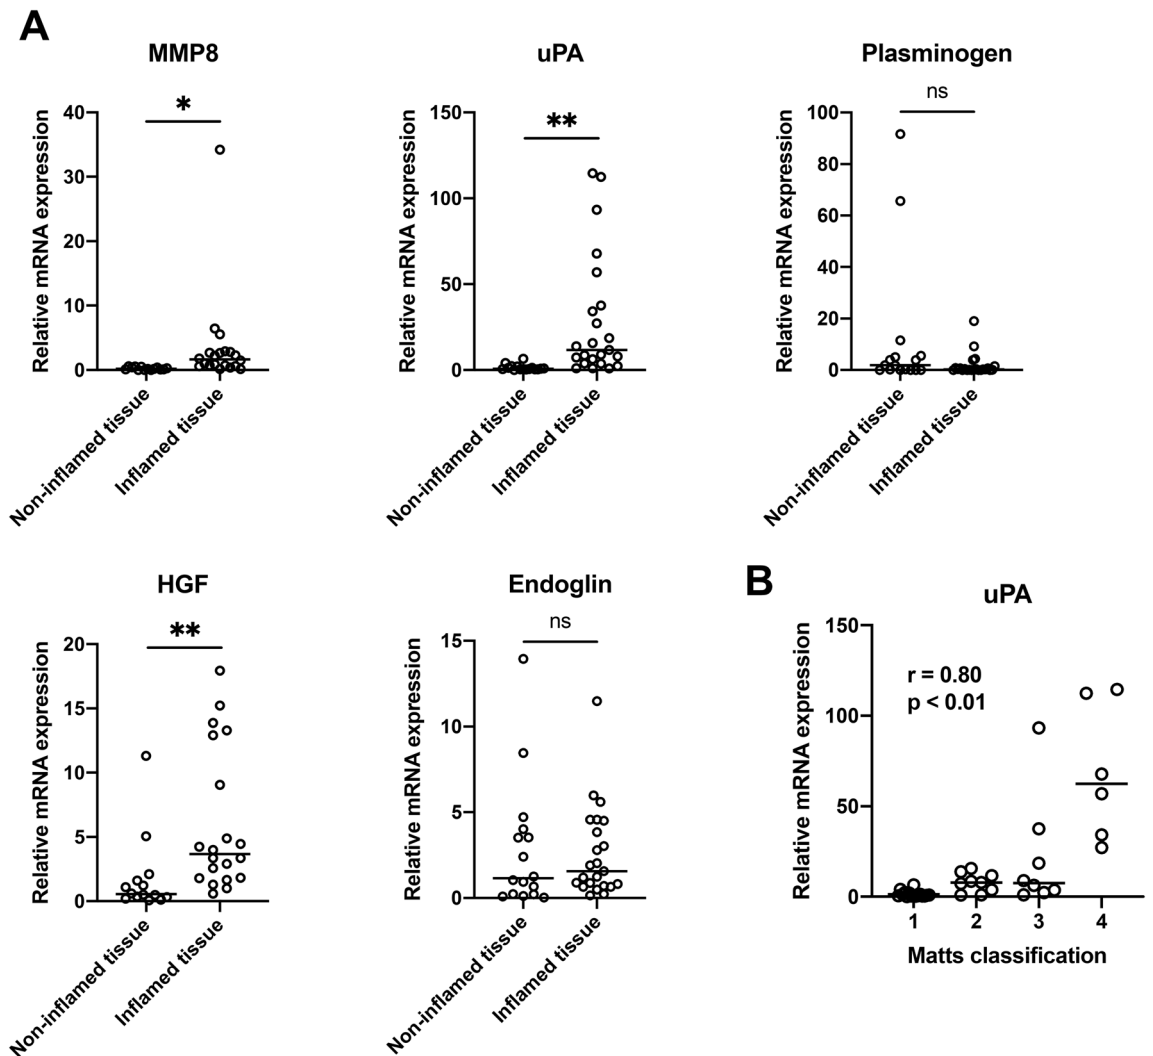 A
MMP8
Relative mRNA expression
40
30
20
10
0
*
Non-inflamed tissue
Inflamed tissue
uPA
Relative mRNA expression
150
100
50
0
**
Non-inflamed tissue
Inflamed tissue
Plasminogen
Relative mRNA expression
100
80
60
40
20
0
ns
Non-inflamed tissue
Inflamed tissue
HGF
Relative mRNA expression
20
15
10
5
0
**
Non-inflamed tissue
Inflamed tissue
Endoglin
Relative mRNA expression
15
10
5
0
ns
Non-inflamed tissue
Inflamed tissue
B
uPA
Relative mRNA expression
150
100
50
0
r = 0.80
p < 0.01
1 2 3 4
Matts classification